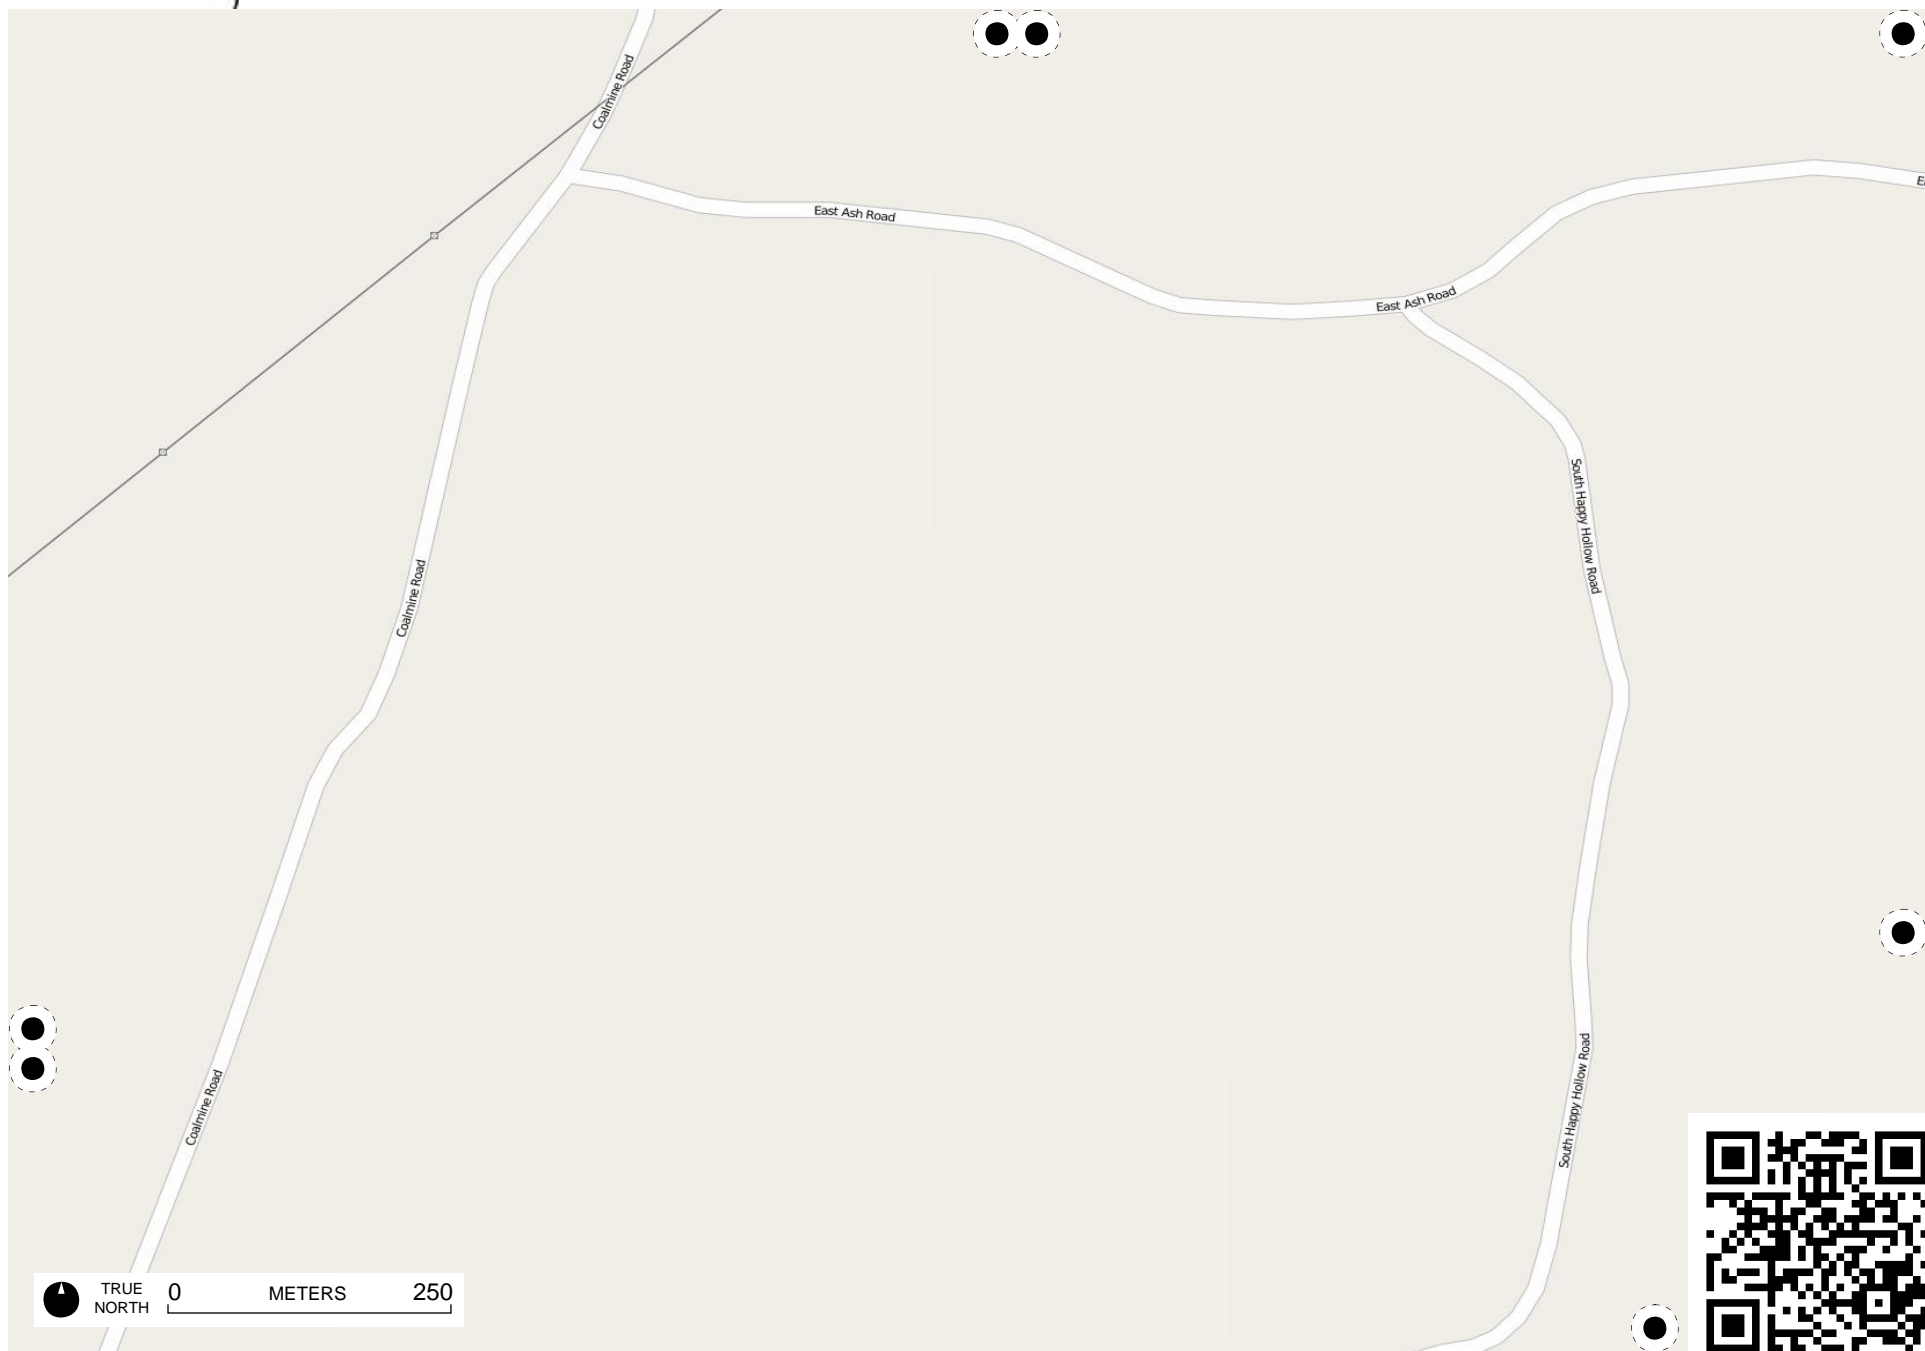 Coalmine Road
East Ash Road
East Ash Road
South Happy Hollow Road
Coalmine Road
South Happy Hollow Road
Coalmine Road
TRUE
NORTH
0 METERS 250